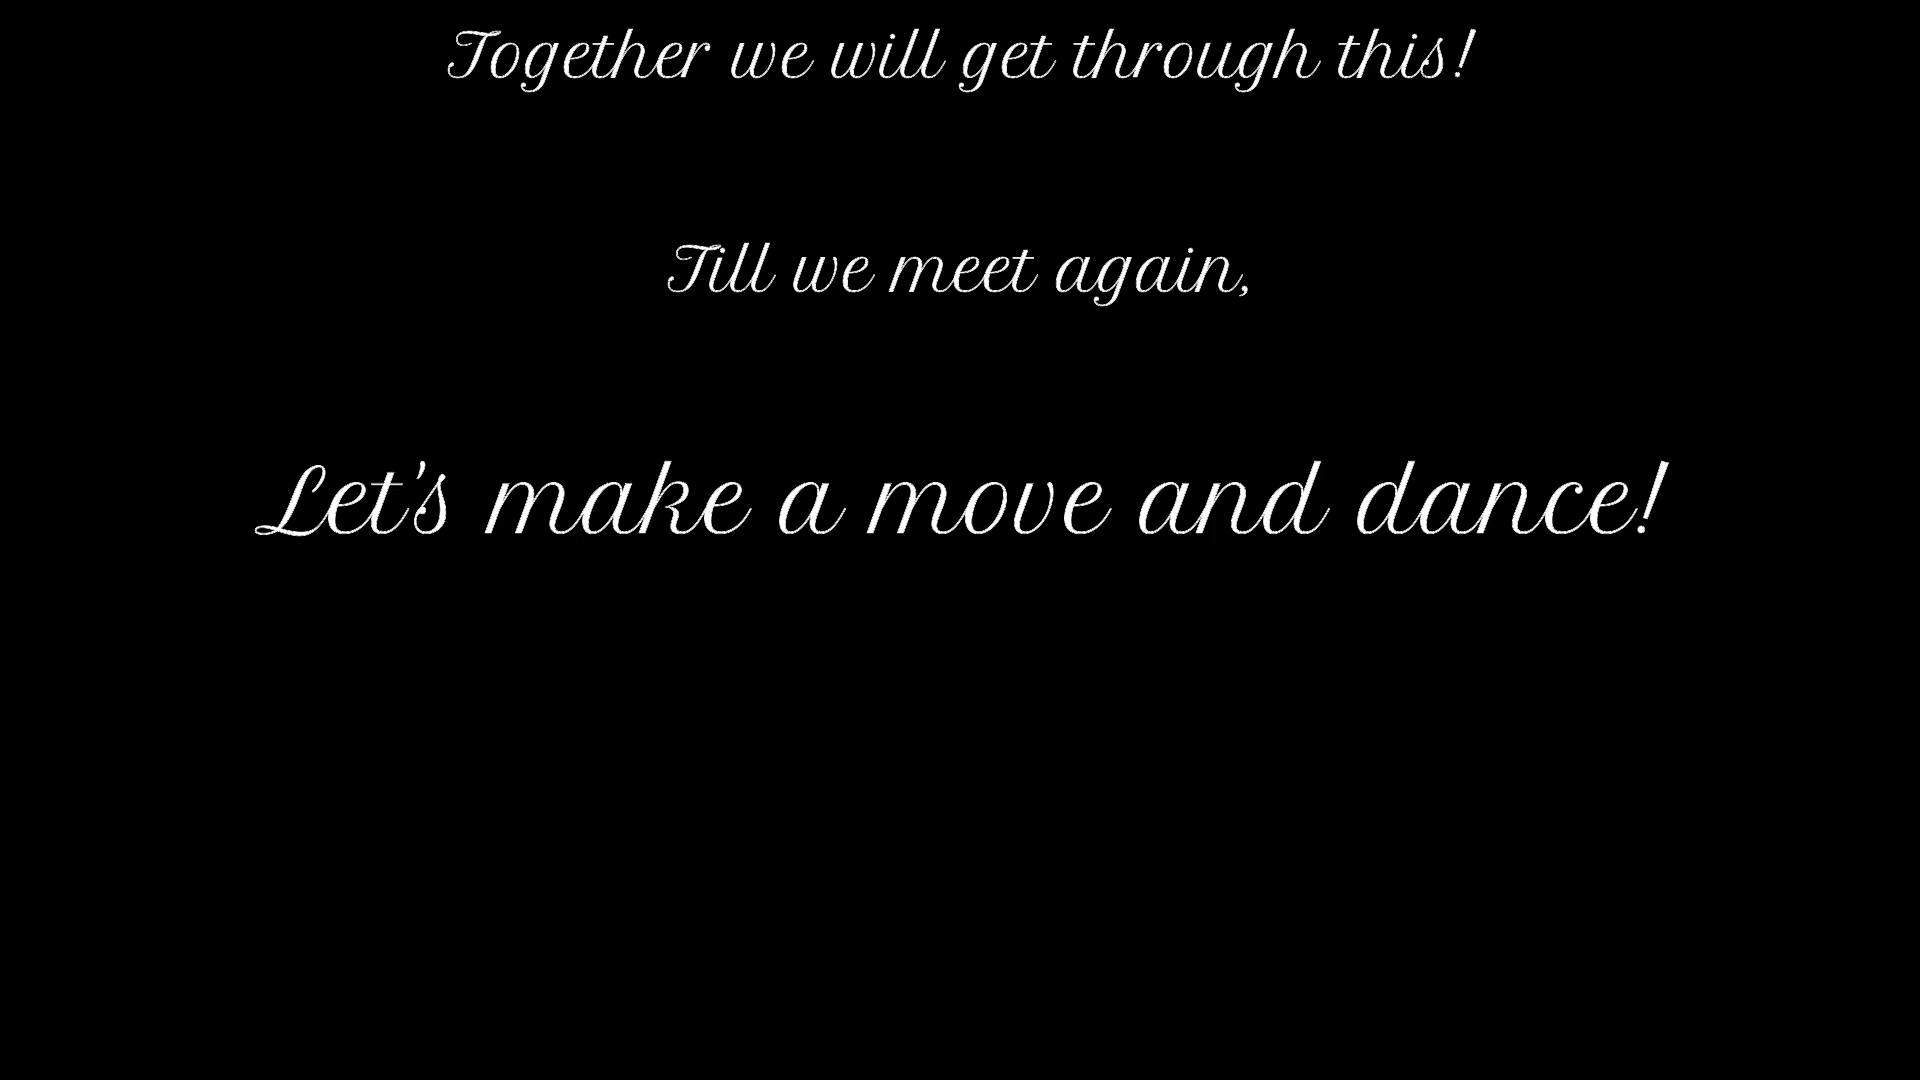 Together we will get through this!
Till we meet again,
Let's make a move and dance!